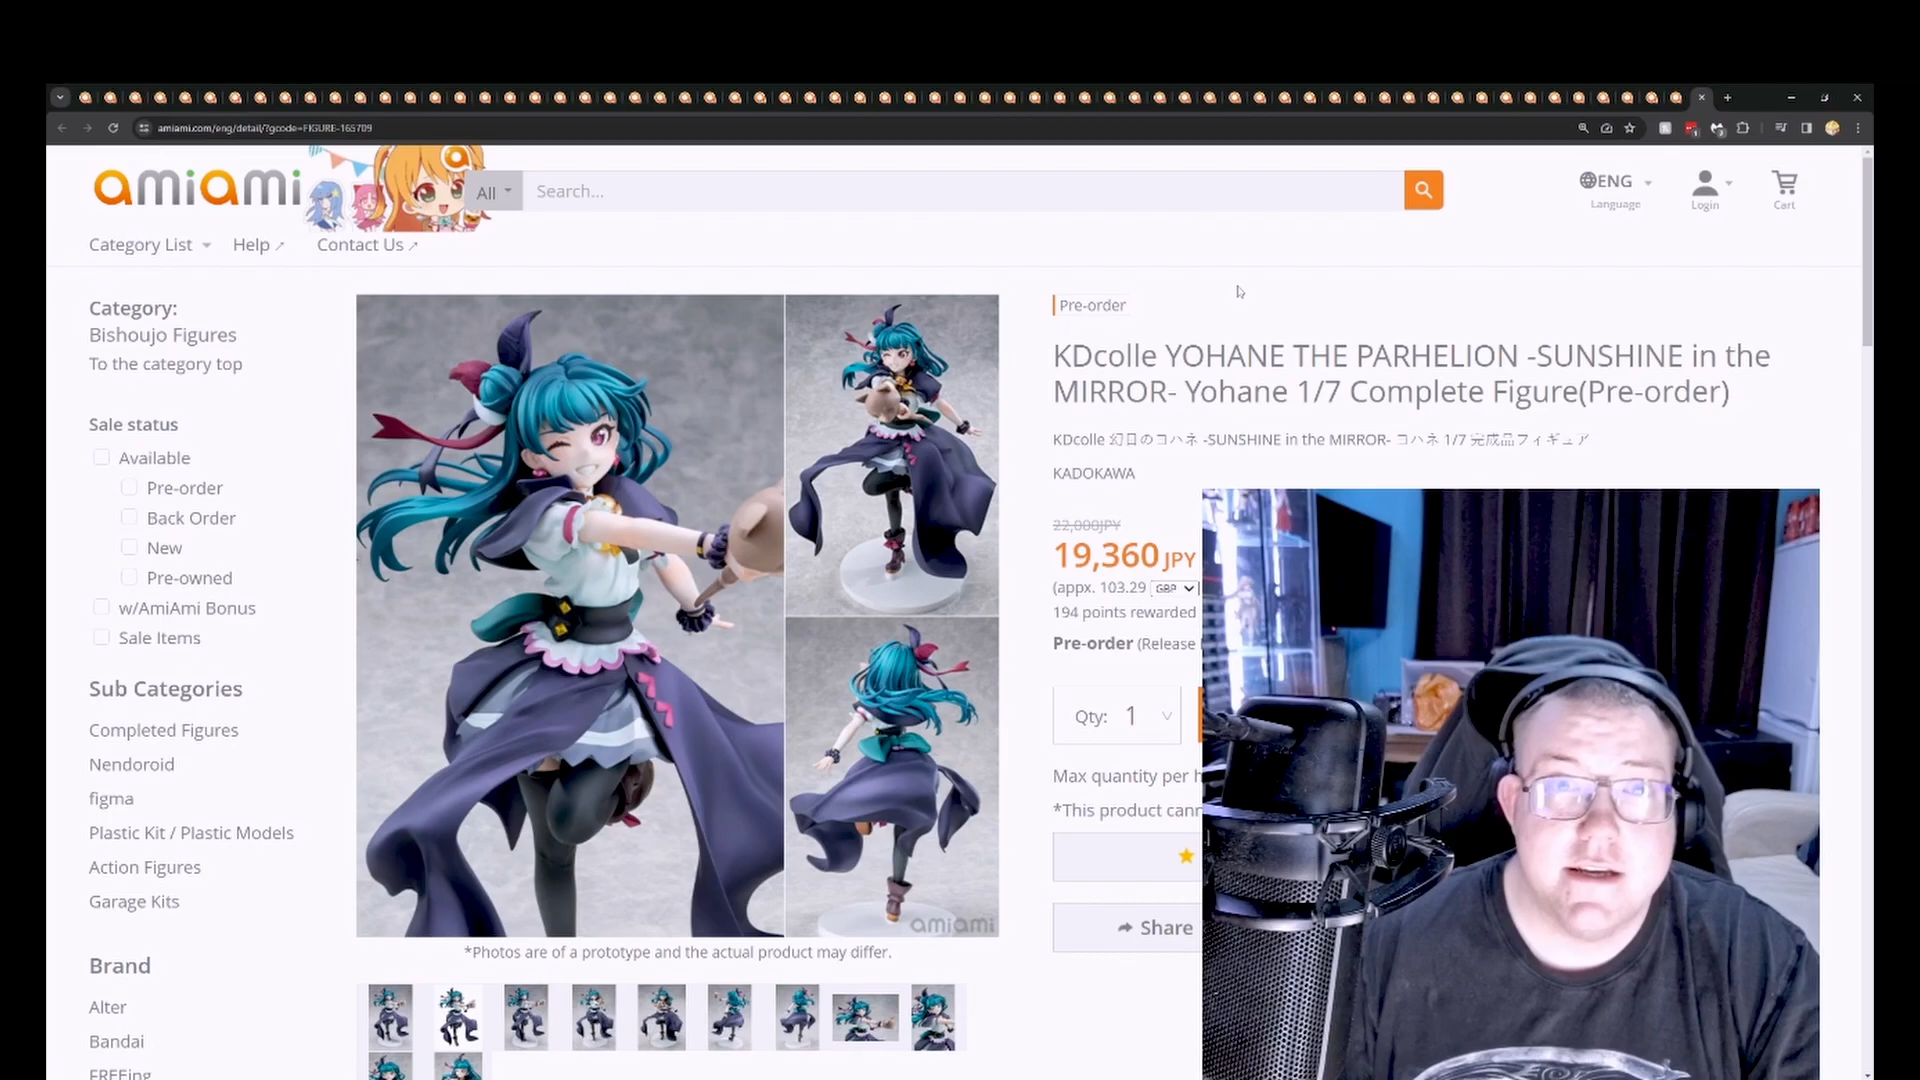 amiami.com/eng/detail/?gcode=FIGURE-165709
amiami
All
Search...
ENG
Language
Login
Cart
Category List
Help
Contact Us
Category:
Bishoujo Figures
To the category top
Sale status
Available
Pre-order
Back Order
New
Pre-owned
w/AmiAmi Bonus
Sale Items
Sub Categories
Completed Figures
Nendoroid
figma
Plastic Kit / Plastic Models
Action Figures
Garage Kits
Brand
Alter
Bandai
FREEing
amiami
*Photos are of a prototype and the actual product may differ.
Pre-order
KDcolle YOHANE THE PARHELION -SUNSHINE in the
MIRROR- Yohane 1/7 Complete Figure(Pre-order)
KDcolle 幻日のヨハネ -SUNSHINE in the MIRROR- ヨハネ 1/7 完成品フィギュア
KADOKAWA
22,000JPY
19,360 JPY
(appx. 103.29 GBP
194 points rewarded
Pre-order (Release
Qty: 1
Max quantity per h
*This product cann
Share